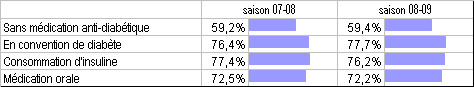 saison 07-08 saison 08-09
Sans médication anti-diabétique 59,2% 59,4%
En convention de diabète 76,4% 77,7%
Consommation d'insuline 77,4% 76,2%
Médication orale 72,5% 72,2%